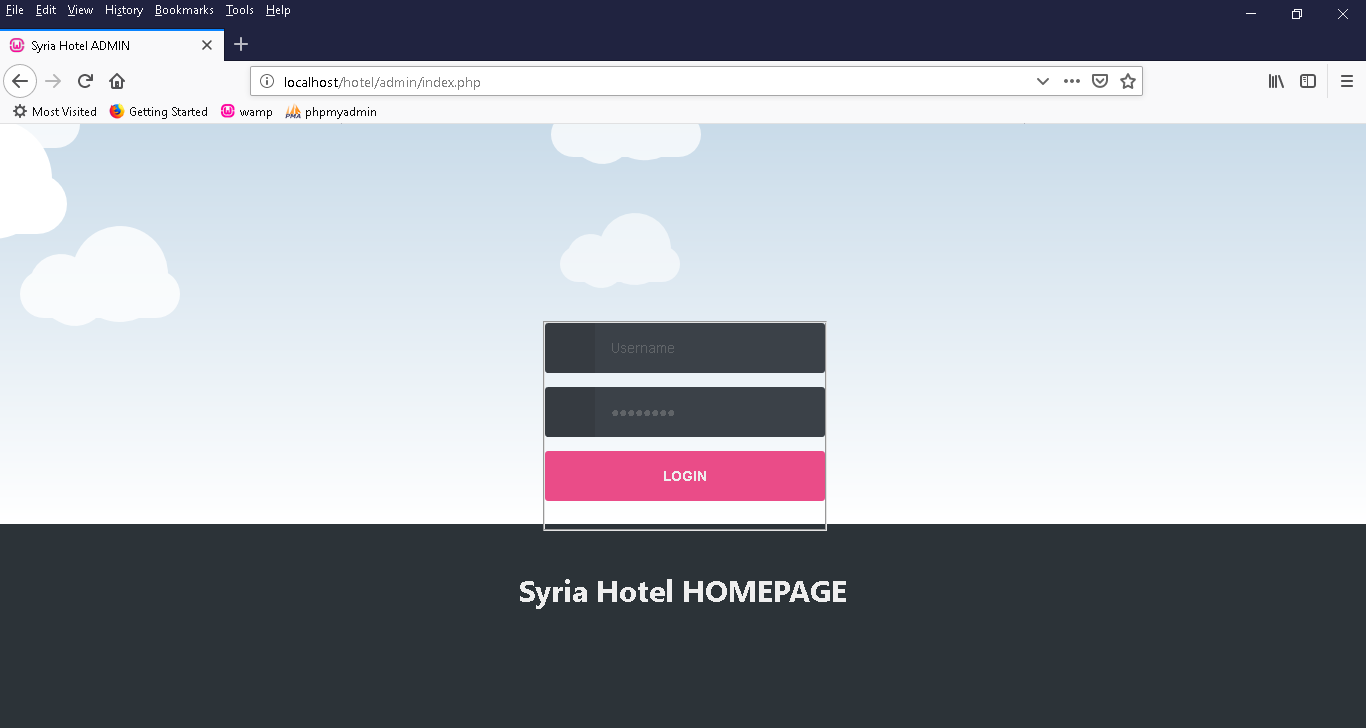 File Edit View History Bookmarks Tools Help
Syria Hotel ADMIN
localhost/hotel/admin/index.php
Most Visited Getting Started wamp phpmyadmin
Username
••••••••
LOGIN
Syria Hotel HOMEPAGE